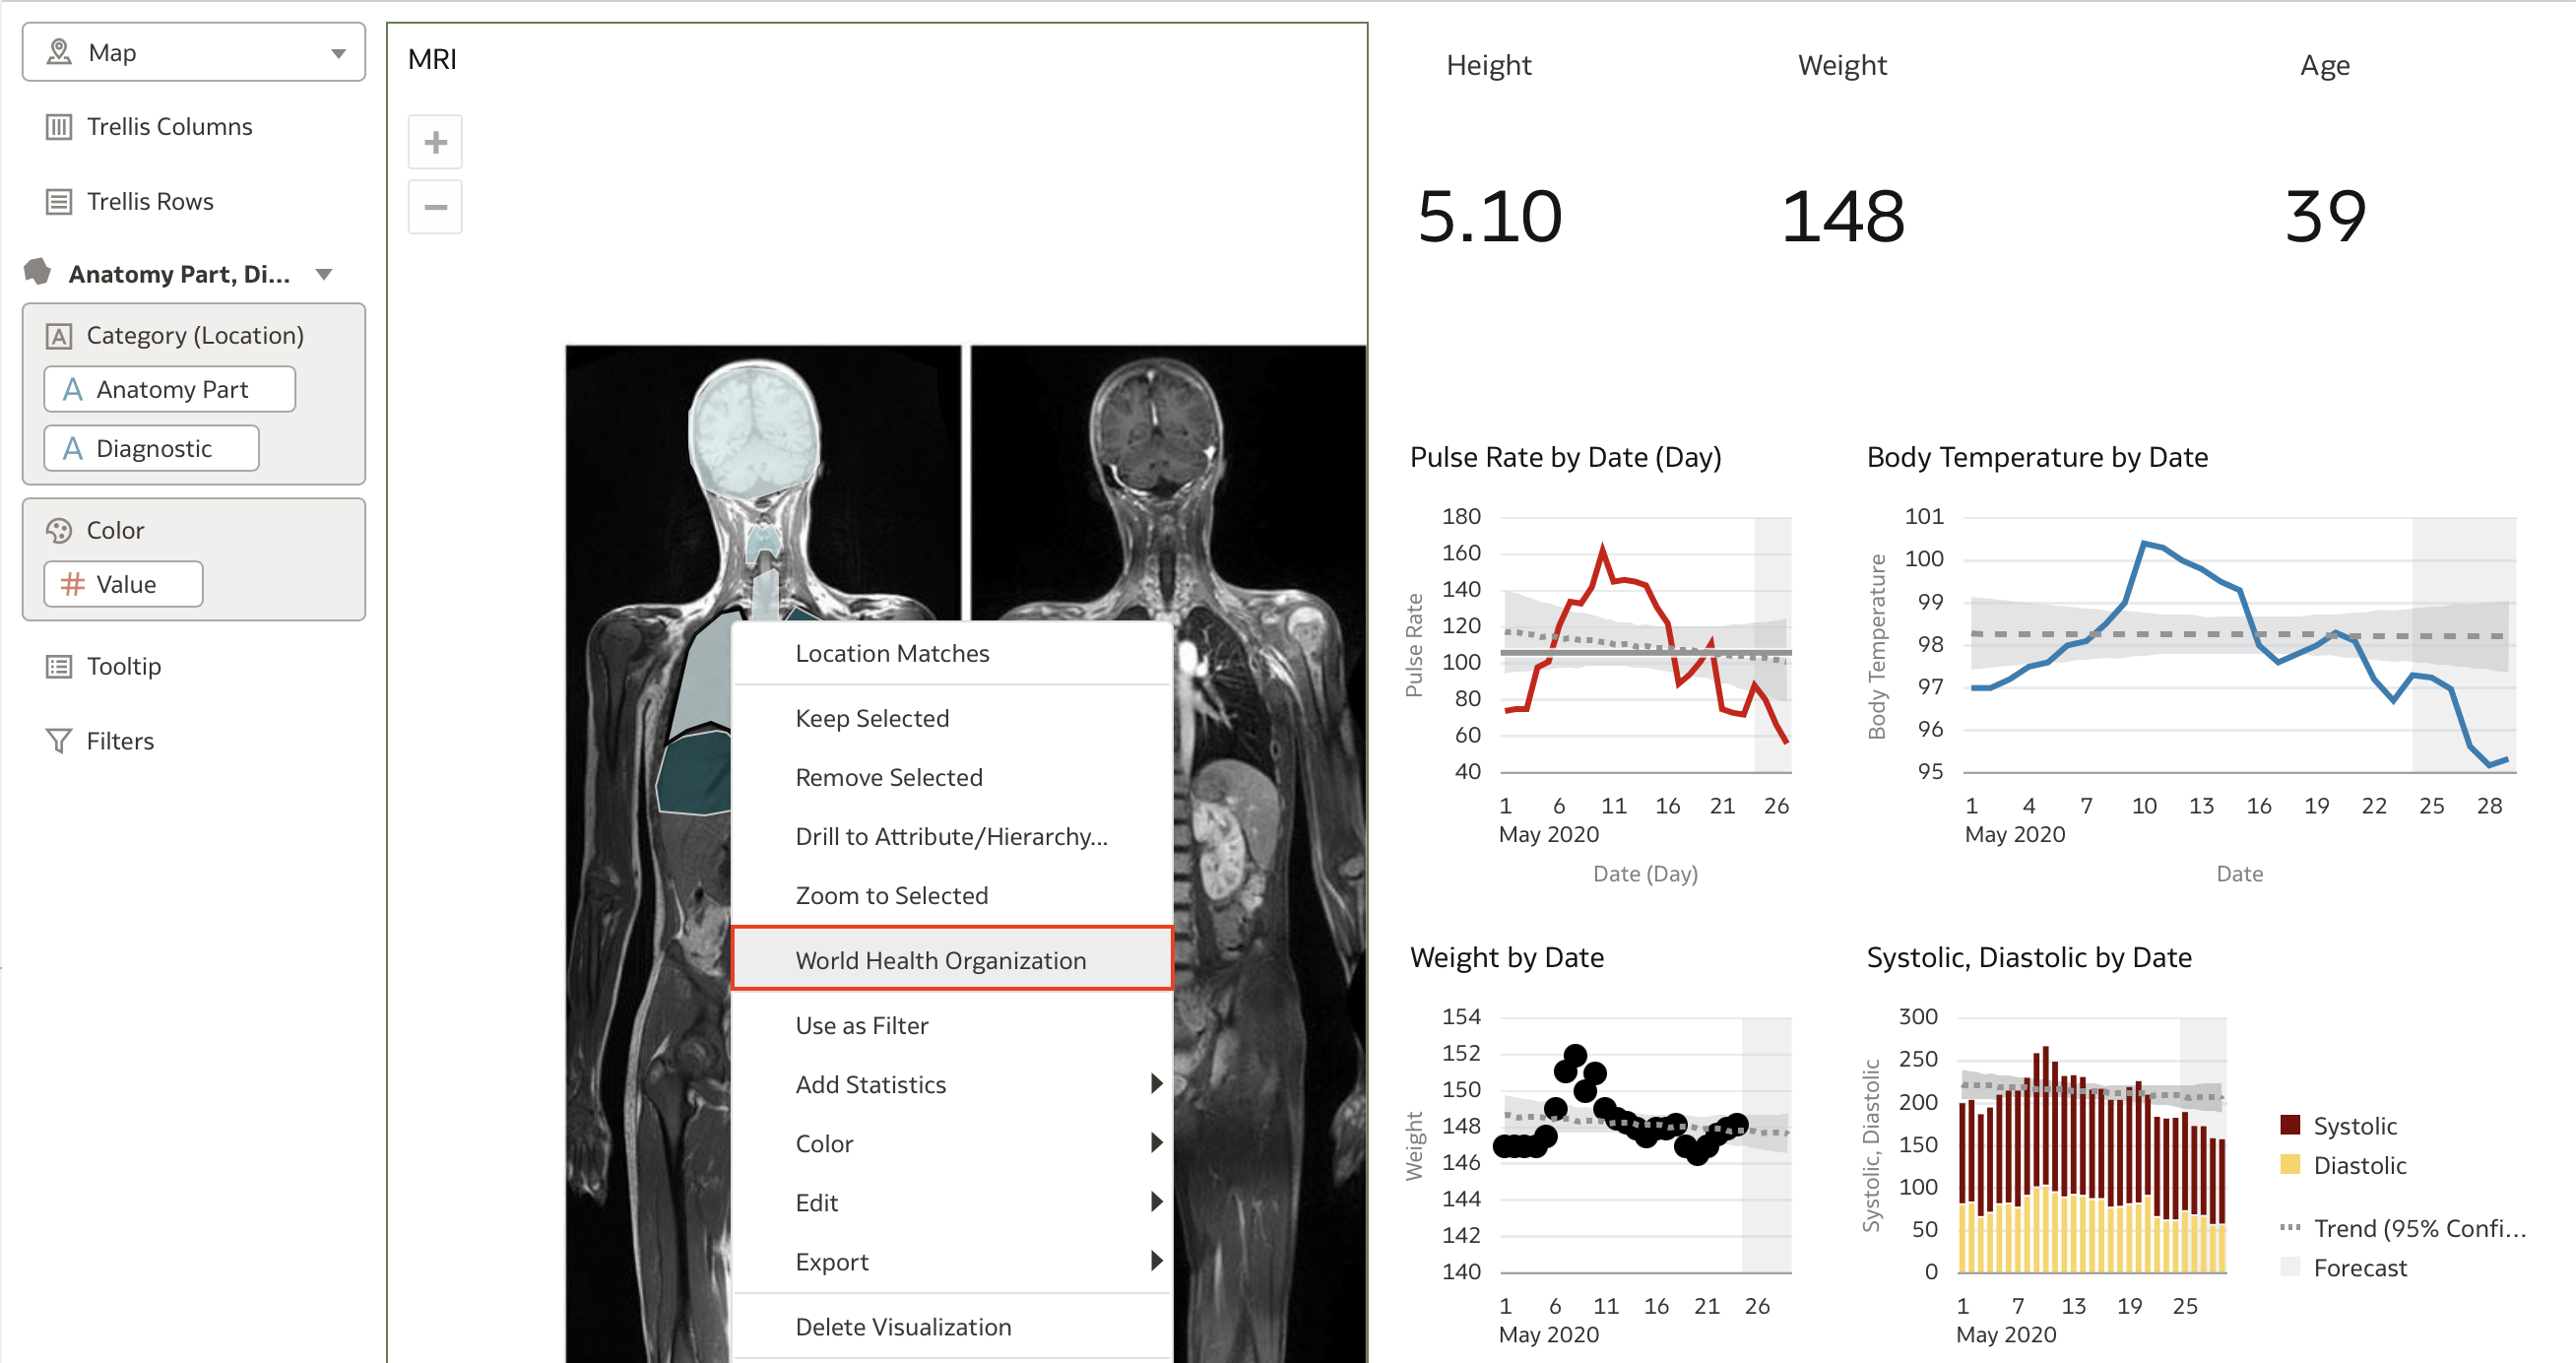 Map
Trellis Columns
Trellis Rows
Anatomy Part, Di...
Category (Location)
A Anatomy Part
A Diagnostic
Color
# Value
Tooltip
Filters
MRI
+
−
Location Matches
Keep Selected
Remove Selected
Drill to Attribute/Hierarchy...
Zoom to Selected
World Health Organization
Use as Filter
Add Statistics
Color
Edit
Export
Delete Visualization
Height
5.10
Weight
148
Age
39
Pulse Rate by Date (Day)
Pulse Rate
180
160
140
120
100
80
60
40
1 6 11 16 21 26
May 2020
Date (Day)
Body Temperature by Date
Body Temperature
101
100
99
98
97
96
95
1 4 7 10 13 16 19 22 25 28
May 2020
Date
Weight by Date
Weight
154
152
150
148
146
144
142
140
1 6 11 16 21 26
May 2020
Systolic, Diastolic by Date
Systolic, Diastolic
300
250
200
150
100
50
0
1 7 13 19 25
May 2020
Systolic
Diastolic
Trend (95% Confi...
Forecast